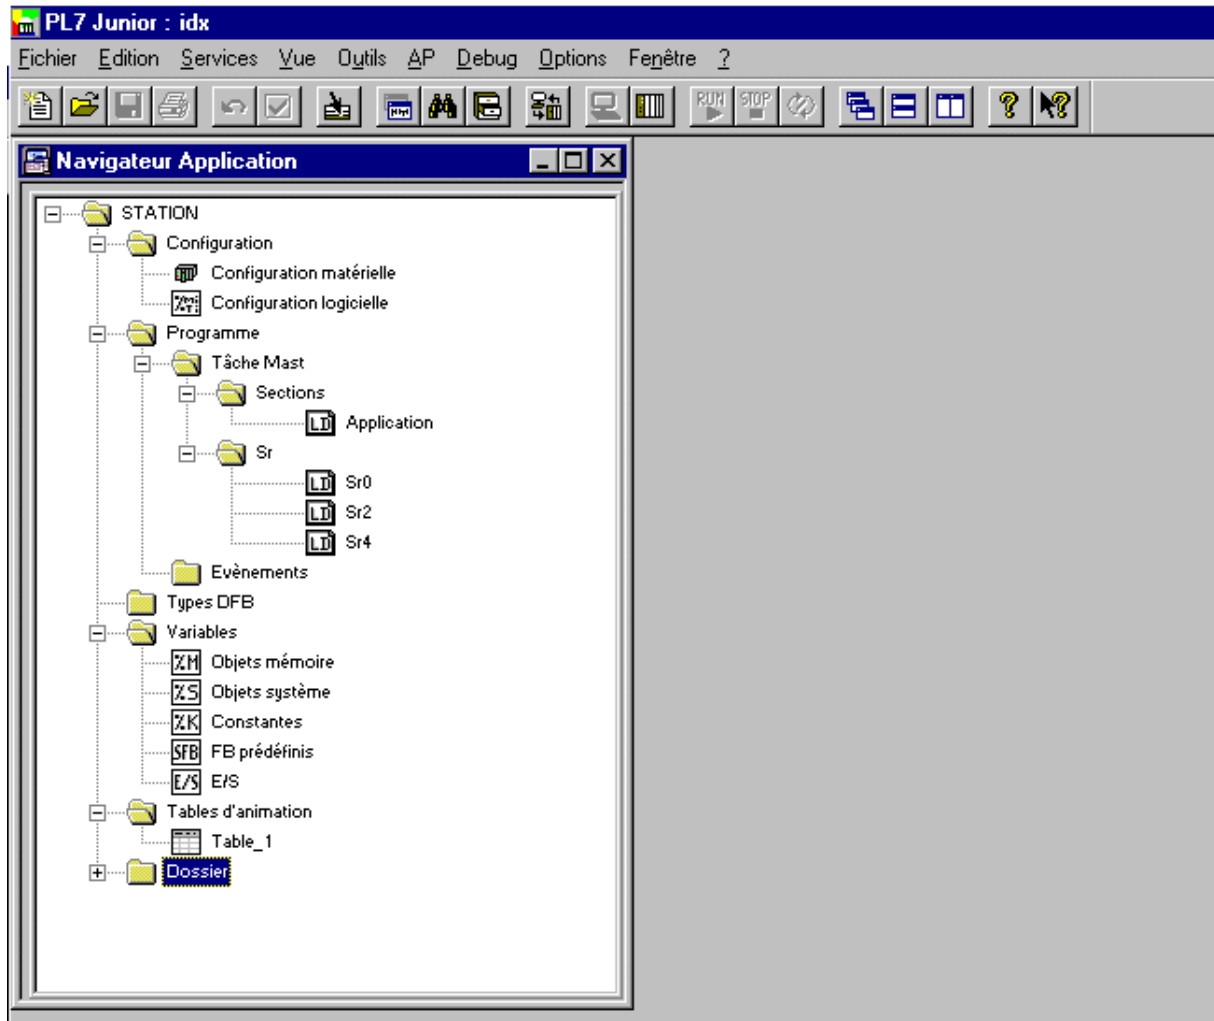 PL7 Junior : idx
Fichier Edition Services Vue Outils AP Debug Options Fenêtre ?
RUN STOP
Navigateur Application
STATION
Configuration
Configuration matérielle
Configuration logicielle
Programme
Tâche Mast
Sections
LD Application
Sr
LD Sr0
LD Sr2
LD Sr4
Evènements
Types DFB
Variables
%M Objets mémoire
%S Objets système
%K Constantes
SFB FB prédéfinis
E/S E/S
Tables d'animation
Table_1
Dossier